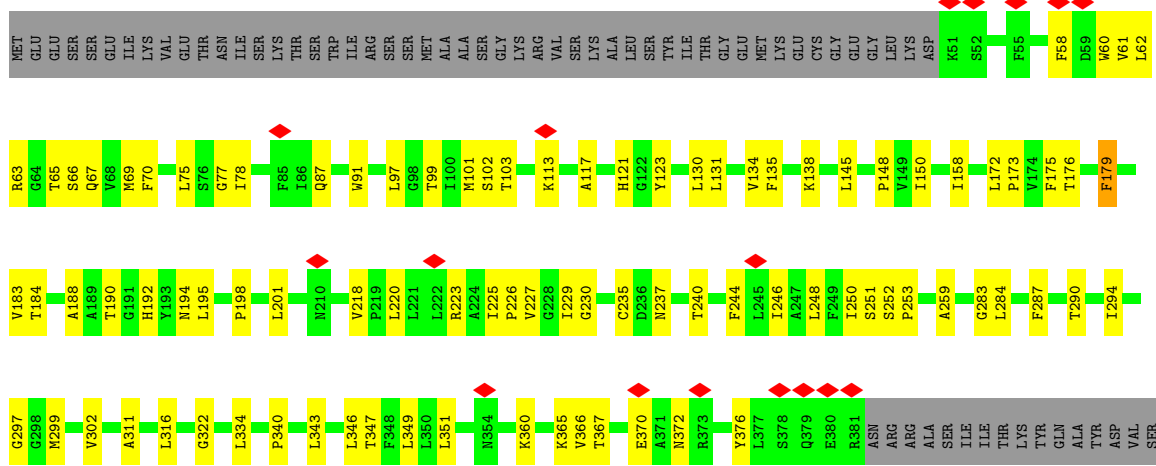 MET GLU GLU SER SER GLU ILE LYS VAL GLU THR ASN ILE SER LYS THR SER TRP ILE ARG SER SER MET ALA ALA SER GLY LYS ARG VAL SER LYS ALA LEU SER TYR ILE THR GLY GLU MET LYS GLU CYS GLY GLU GLY LEU LYS ASP K51 S52 F55 F58 D59 W60 V61 L62
R63 G64 T65 S66 Q67 V68 M69 F70 L75 S76 G77 I78 F85 I86 Q87 W91 L97 G98 T99 I100 M101 S102 T103 K113 A117 H121 G122 Y123 L130 L131 V134 F135 K138 L145 P148 V149 I150 I158 L172 P173 V174 F175 T176 F179
V183 T184 A188 A189 T190 G191 H192 Y193 N194 L195 P198 L201 N210 V218 P219 L220 L221 L222 R223 A224 I225 P226 V227 G228 I229 G230 C235 D236 N237 T240 F244 L245 I246 A247 L248 F249 I250 S251 S252 P253 A259 G283 L284 F287 T290 I294
G297 G298 M299 V302 A311 L316 G322 L334 P340 L343 L346 T347 F348 L349 L350 L351 N354 K360 K365 V366 T367 E370 A371 N372 R373 Y376 L377 S378 Q379 E380 R381 ASN ARG ARG ALA SER ILE ILE THR LYS TYR GLN ALA TYR ASP VAL SER